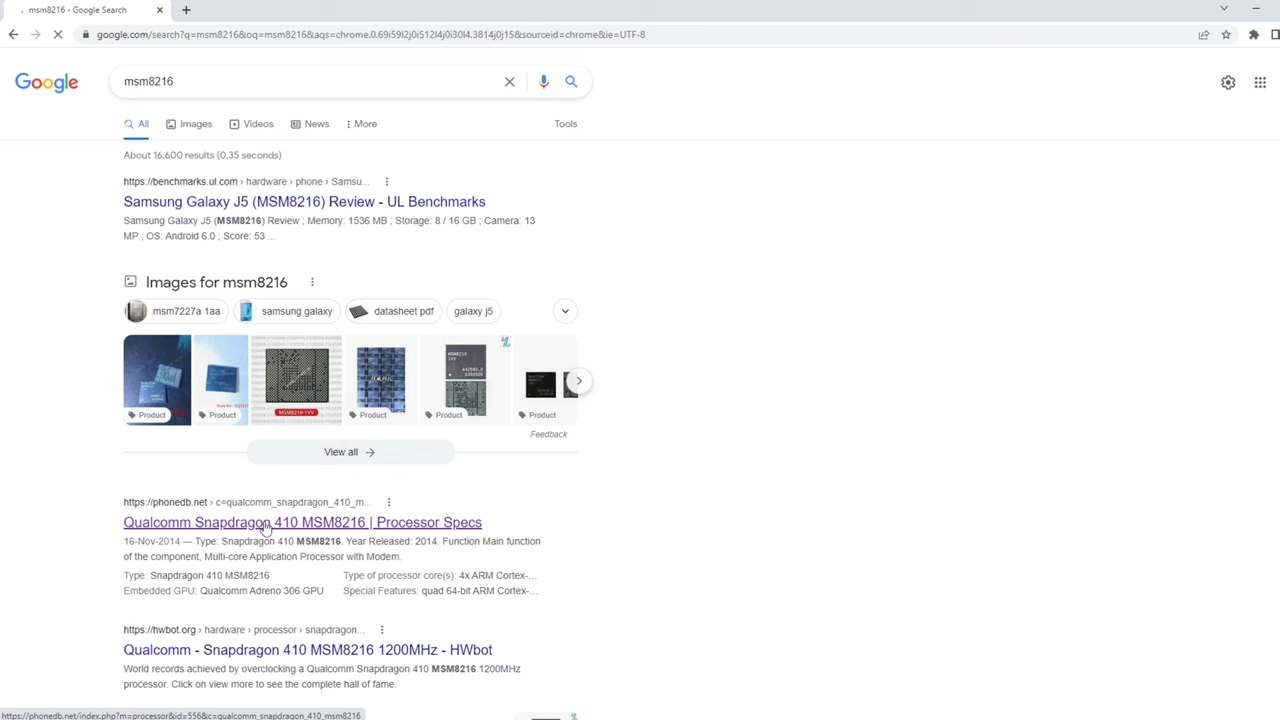 msm8216 - Google Search
google.com/search?q=msm8216&oq=msm8216&aqs=chrome.0.69i59l2j0i512l4j0i30l4.3814j0j15&sourceid=chrome&ie=UTF-8
Google
msm8216
All Images Videos News More Tools
About 16,600 results (0.35 seconds)
https://benchmarks.ul.com › hardware › phone › Samsu...
Samsung Galaxy J5 (MSM8216) Review - UL Benchmarks
Samsung Galaxy J5 (MSM8216) Review ; Memory: 1536 MB ; Storage: 8 / 16 GB ; Camera: 13
MP ; OS: Android 6.0 ; Score: 53 ...
Images for msm8216
msm7227a 1aa samsung galaxy datasheet pdf galaxy j5
MSM8216
1VV
MSM8216-1VV
Product Product Product Product Product
Feedback
View all
https://phonedb.net › c=qualcomm_snapdragon_410_m...
Qualcomm Snapdragon 410 MSM8216 | Processor Specs
16-Nov-2014 — Type: Snapdragon 410 MSM8216. Year Released: 2014. Function Main function
of the component, Multi-core Application Processor with Modem.
Type: Snapdragon 410 MSM8216 Type of processor core(s): 4x ARM Cortex-...
Embedded GPU: Qualcomm Adreno 306 GPU Special Features: quad 64-bit ARM Cortex-...
https://hwbot.org › hardware › processor › snapdragon...
Qualcomm - Snapdragon 410 MSM8216 1200MHz - HWbot
World records achieved by overclocking a Qualcomm Snapdragon 410 MSM8216 1200MHz
processor. Click on view more to see the complete hall of fame.
https://phonedb.net/index.php?m=processor&id=556&c=qualcomm_snapdragon_410_msm8216